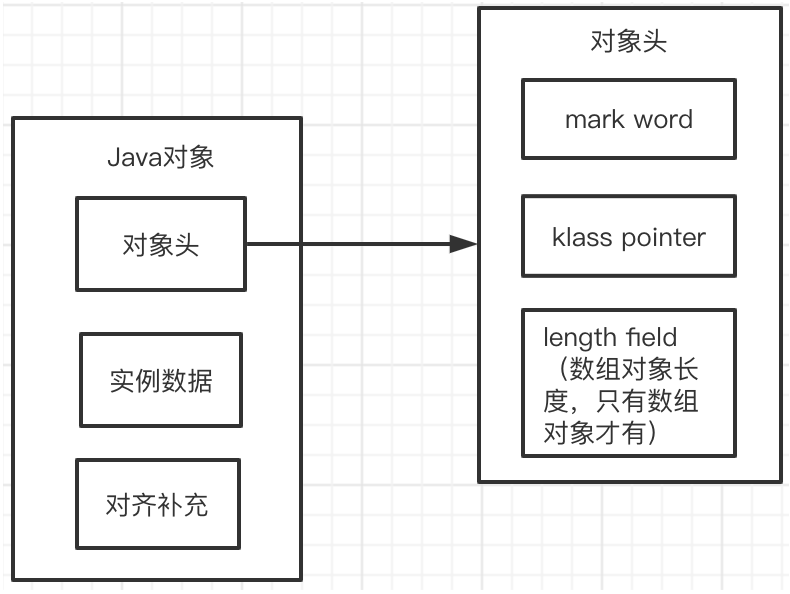 Java对象
对象头
实例数据
对齐补充
对象头
mark word
klass pointer
length field
（数组对象长
度，只有数组
对象才有）